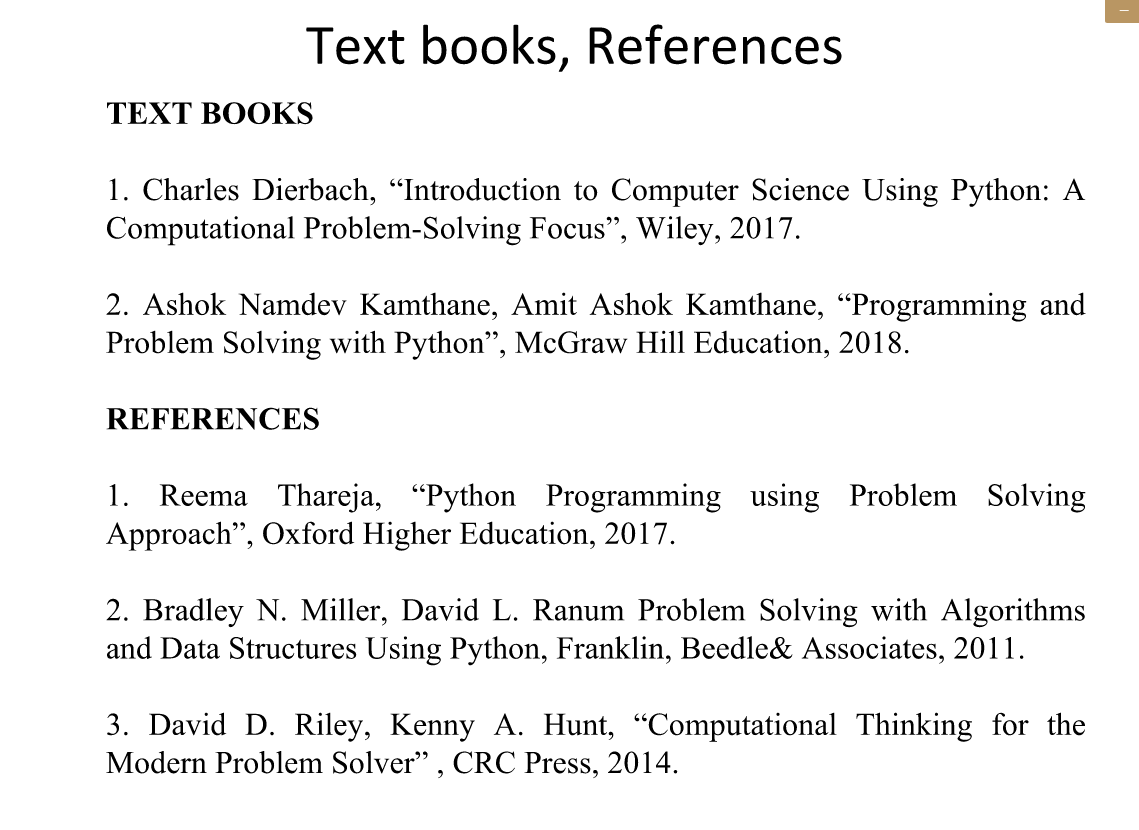 Text books, References
TEXT BOOKS
1. Charles Dierbach, “Introduction to Computer Science Using Python: A
Computational Problem-Solving Focus”, Wiley, 2017.
2. Ashok Namdev Kamthane, Amit Ashok Kamthane, “Programming and
Problem Solving with Python”, McGraw Hill Education, 2018.
REFERENCES
1. Reema Thareja, “Python Programming using Problem Solving
Approach”, Oxford Higher Education, 2017.
2. Bradley N. Miller, David L. Ranum Problem Solving with Algorithms
and Data Structures Using Python, Franklin, Beedle& Associates, 2011.
3. David D. Riley, Kenny A. Hunt, “Computational Thinking for the
Modern Problem Solver” , CRC Press, 2014.